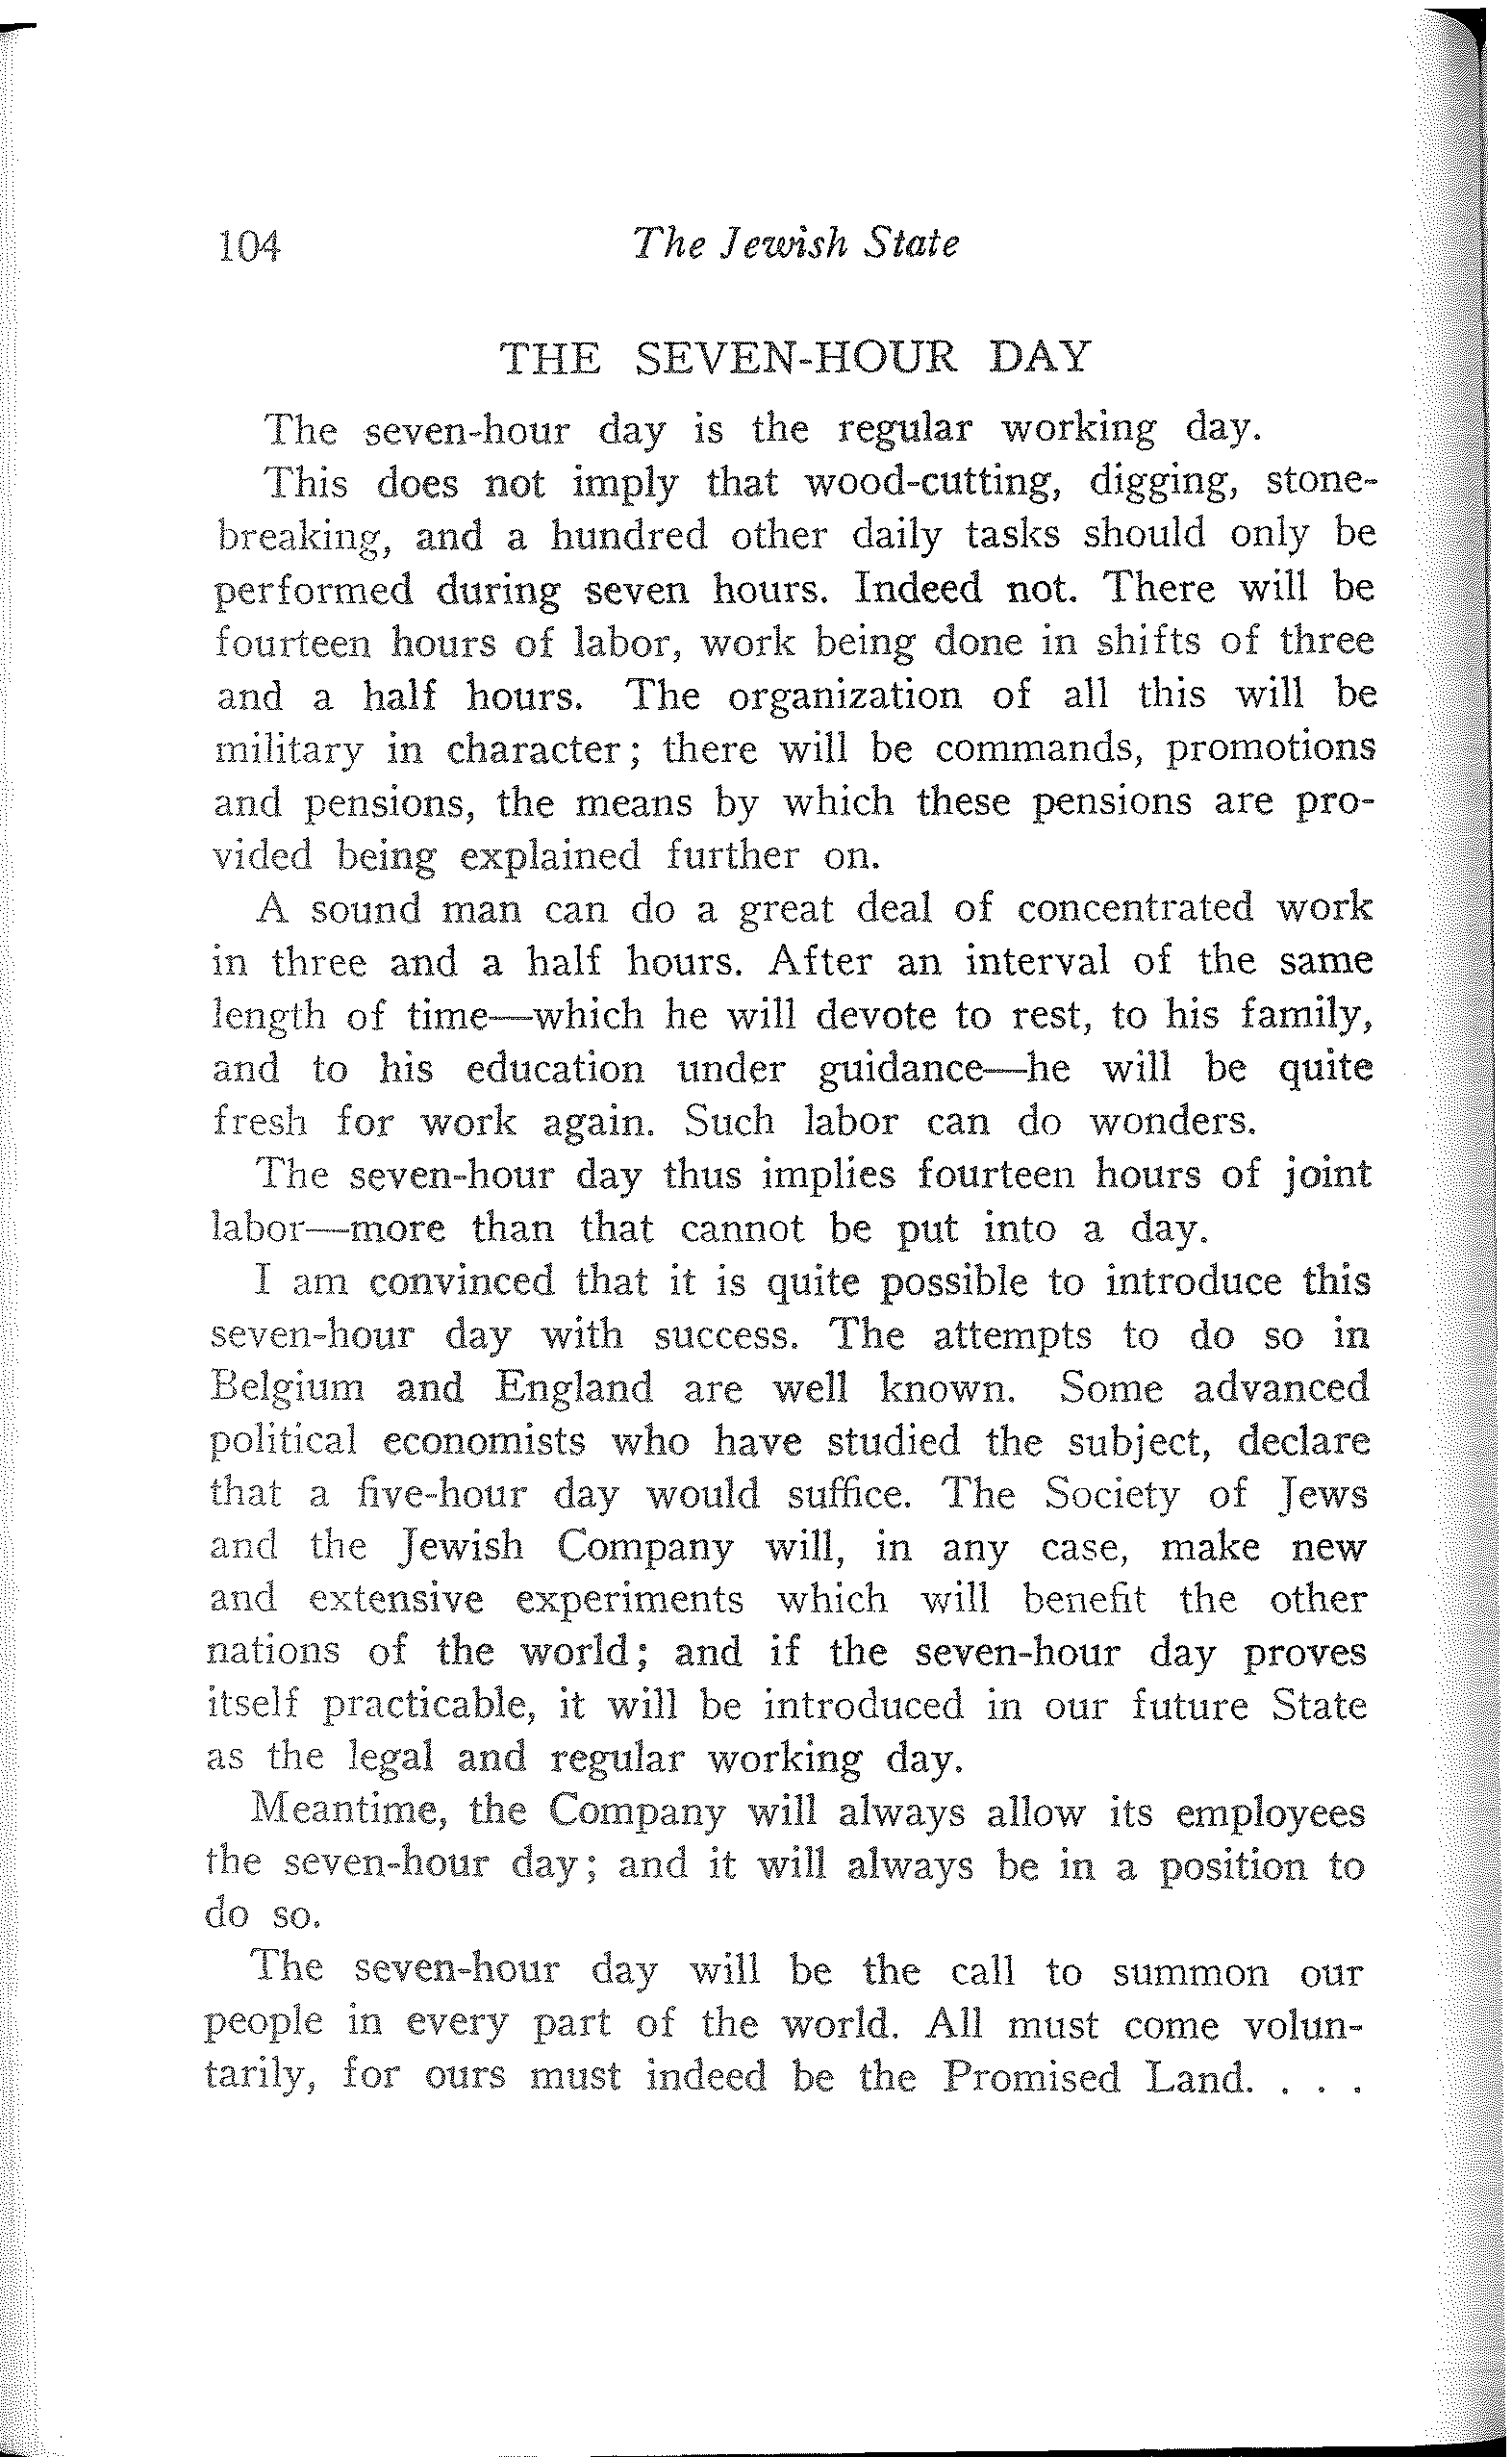 104 The Jewish State
THE SEVEN-HOUR DAY
The seven-hour day is the regular working day.
This does not imply that wood-cutting, digging, stone-
breaking, and a hundred other daily tasks should only be
performed during seven hours. Indeed not. There will be
fourteen hours of labor, work being done in shifts of three
and a half hours. The organization of all this will be
military in character; there will be commands, promotions
and pensions, the means by which these pensions are pro-
vided being explained further on.
A sound man can do a great deal of concentrated work
in three and a half hours. After an interval of the same
length of time—which he will devote to rest, to his family,
and to his education under guidance—he will be quite
fresh for work again. Such labor can do wonders.
The seven-hour day thus implies fourteen hours of joint
labor—more than that cannot be put into a day.
I am convinced that it is quite possible to introduce this
seven-hour day with success. The attempts to do so in
Belgium and England are well known. Some advanced
political economists who have studied the subject, declare
that a five-hour day would suffice. The Society of Jews
and the Jewish Company will, in any case, make new
and extensive experiments which will benefit the other
nations of the world; and if the seven-hour day proves
itself practicable, it will be introduced in our future State
as the legal and regular working day.
Meantime, the Company will always allow its employees
the seven-hour day; and it will always be in a position to
do so.
The seven-hour day will be the call to summon our
people in every part of the world. All must come volun-
tarily, for ours must indeed be the Promised Land. . . .